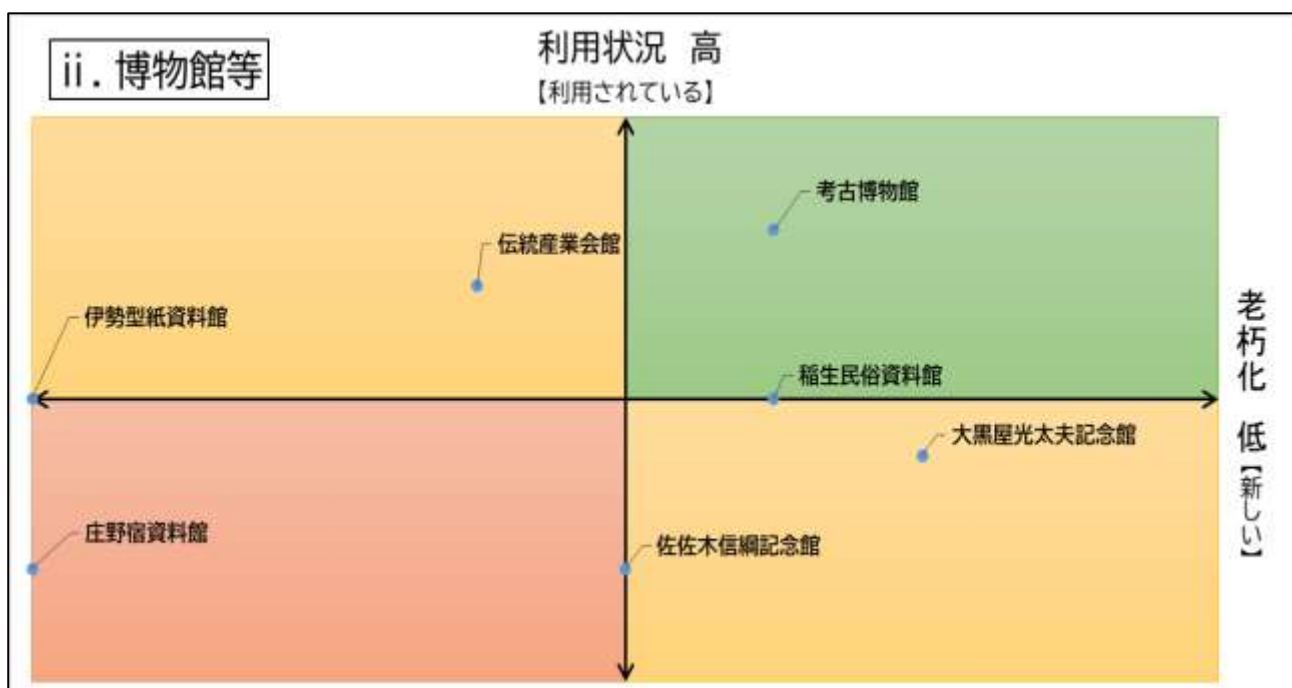 ⅱ. 博物館等
利用状況 高
【利用されている】
考古博物館
伝統産業会館
伊勢型紙資料館
稲生民俗資料館
大黒屋光太夫記念館
庄野宿資料館
佐佐木信綱記念館
老朽化 低【新しい】